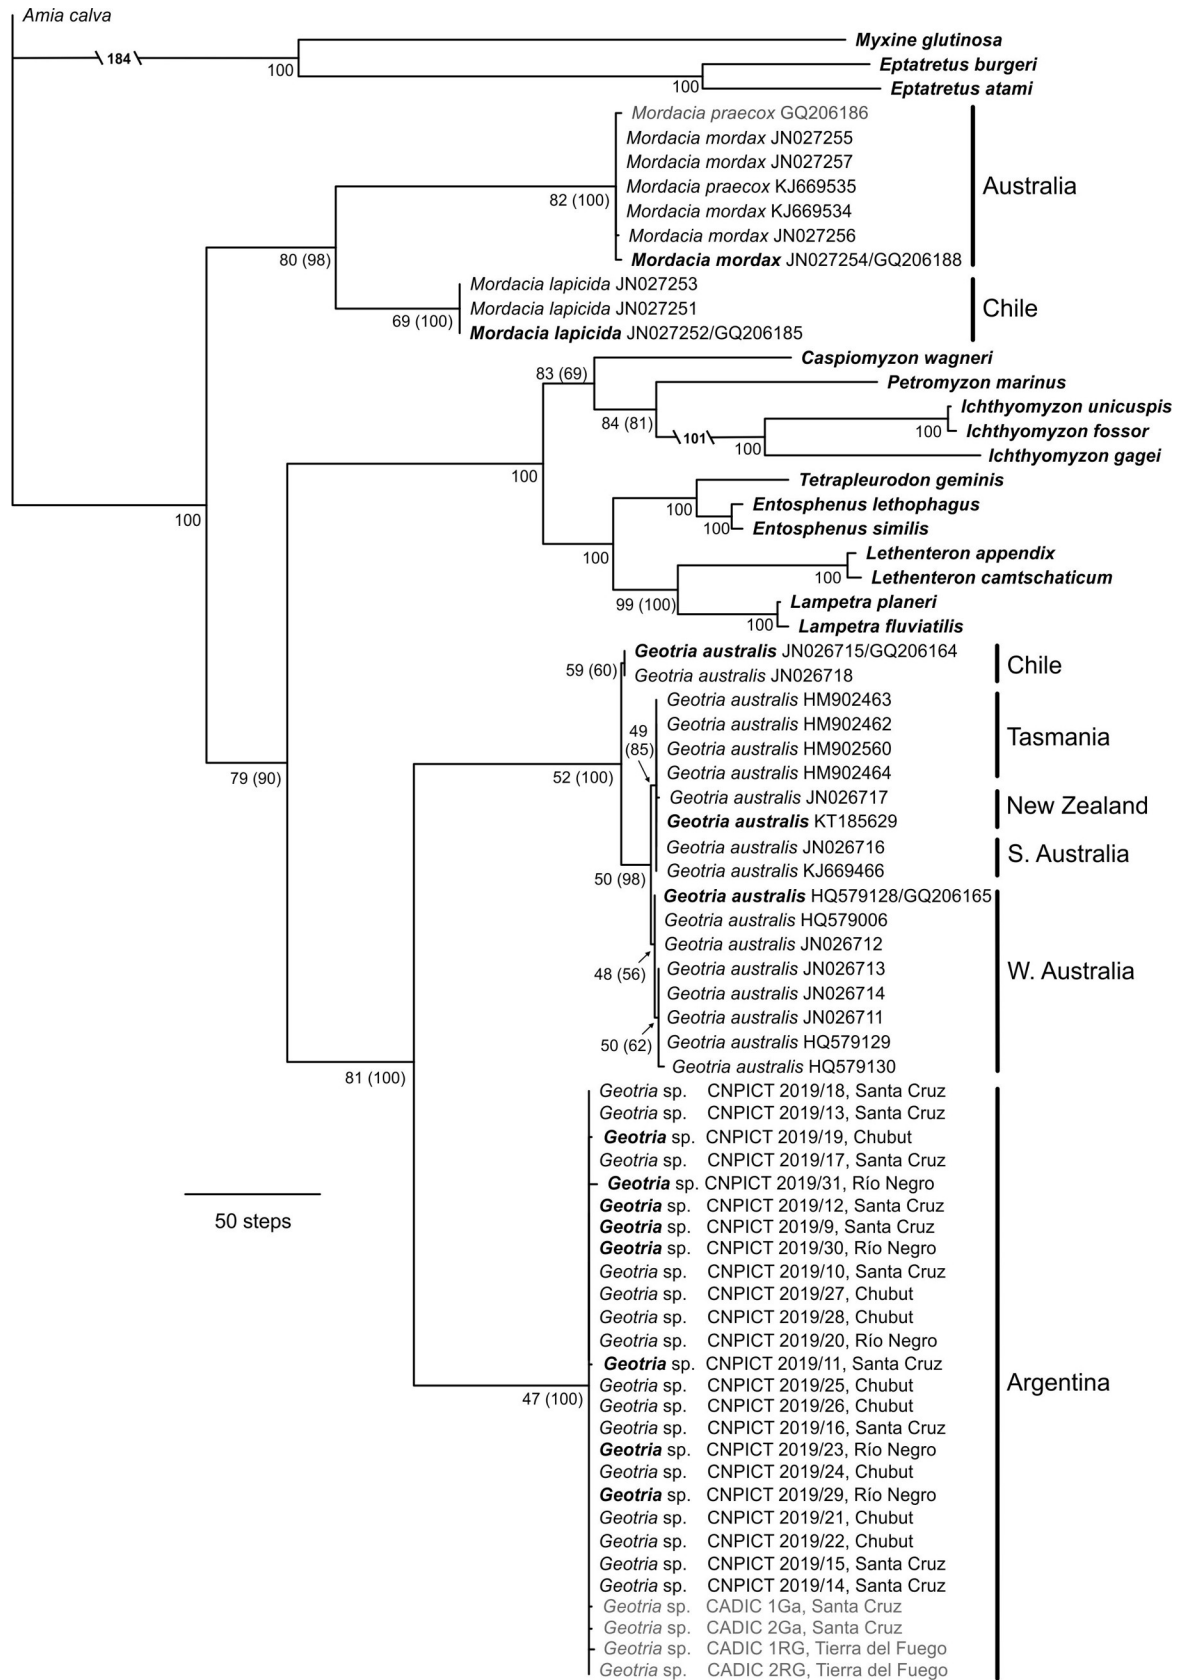 Amia calva
184
Myxine glutinosa
100
Eptatretus burgeri
100
Eptatretus atami
Mordacia praecox GQ206186
Mordacia mordax JN027255
Mordacia mordax JN027257
Mordacia praecox KJ669535
Australia
82 (100)
Mordacia mordax KJ669534
Mordacia mordax JN027256
80 (98)
Mordacia mordax JN027254/GQ206188
Mordacia lapicida JN027253
Mordacia lapicida JN027251
Chile
69 (100)
Mordacia lapicida JN027252/GQ206185
Caspiomyzon wagneri
83 (69)
Petromyzon marinus
Ichthyomyzon unicuspis
84 (81)
100
Ichthyomyzon fossor
101
100
Ichthyomyzon gagei
100
Tetrapleurodon geminis
100
Entosphenus lethophagus
100
Entosphenus similis
100
Lethenteron appendix
100
Lethenteron camtschaticum
99 (100)
Lampetra planeri
100
Lampetra fluviatilis
100
Geotria australis JN026715/GQ206164
59 (60)
Chile
Geotria australis JN026718
Geotria australis HM902463
Geotria australis HM902462
49
(85)
Tasmania
Geotria australis HM902560
Geotria australis HM902464
79 (90)
52 (100)
Geotria australis JN026717
New Zealand
Geotria australis KT185629
Geotria australis JN026716
S. Australia
Geotria australis KJ669466
50 (98)
Geotria australis HQ579128/GQ206165
Geotria australis HQ579006
Geotria australis JN026712
48 (56)
Geotria australis JN026713
W. Australia
Geotria australis JN026714
Geotria australis JN026711
50 (62)
Geotria australis HQ579129
Geotria australis HQ579130
81 (100)
Geotria sp. CNPICT 2019/18, Santa Cruz
Geotria sp. CNPICT 2019/13, Santa Cruz
Geotria sp. CNPICT 2019/19, Chubut
Geotria sp. CNPICT 2019/17, Santa Cruz
Geotria sp. CNPICT 2019/31, Río Negro
Geotria sp. CNPICT 2019/12, Santa Cruz
50 steps
Geotria sp. CNPICT 2019/9, Santa Cruz
Geotria sp. CNPICT 2019/30, Río Negro
Geotria sp. CNPICT 2019/10, Santa Cruz
Geotria sp. CNPICT 2019/27, Chubut
Geotria sp. CNPICT 2019/28, Chubut
Geotria sp. CNPICT 2019/20, Río Negro
Geotria sp. CNPICT 2019/11, Santa Cruz
Argentina
Geotria sp. CNPICT 2019/25, Chubut
47 (100)
Geotria sp. CNPICT 2019/26, Chubut
Geotria sp. CNPICT 2019/16, Santa Cruz
Geotria sp. CNPICT 2019/23, Río Negro
Geotria sp. CNPICT 2019/24, Chubut
Geotria sp. CNPICT 2019/29, Río Negro
Geotria sp. CNPICT 2019/21, Chubut
Geotria sp. CNPICT 2019/22, Chubut
Geotria sp. CNPICT 2019/15, Santa Cruz
Geotria sp. CNPICT 2019/14, Santa Cruz
Geotria sp. CADIC 1Ga, Santa Cruz
Geotria sp. CADIC 2Ga, Santa Cruz
Geotria sp. CADIC 1RG, Tierra del Fuego
Geotria sp. CADIC 2RG, Tierra del Fuego